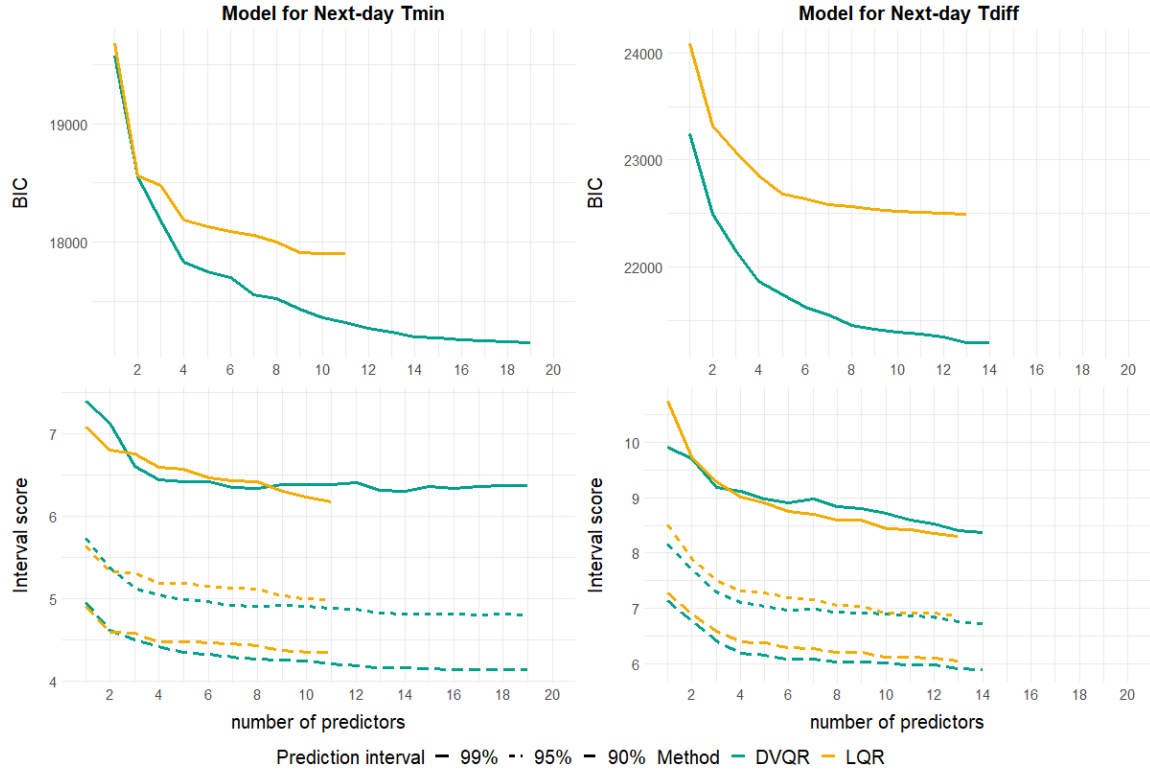 Model for Next-day Tmin
Model for Next-day Tdiff
BIC
19000
18000
2 4 6 8 10 12 14 16 18 20
BIC
24000
23000
22000
2 4 6 8 10 12 14 16 18 20
Interval score
7
6
5
4
2 4 6 8 10 12 14 16 18 20
number of predictors
Interval score
10
9
8
7
6
2 4 6 8 10 12 14 16 18 20
number of predictors
Prediction interval 99% 95% 90% Method DVQR LQR